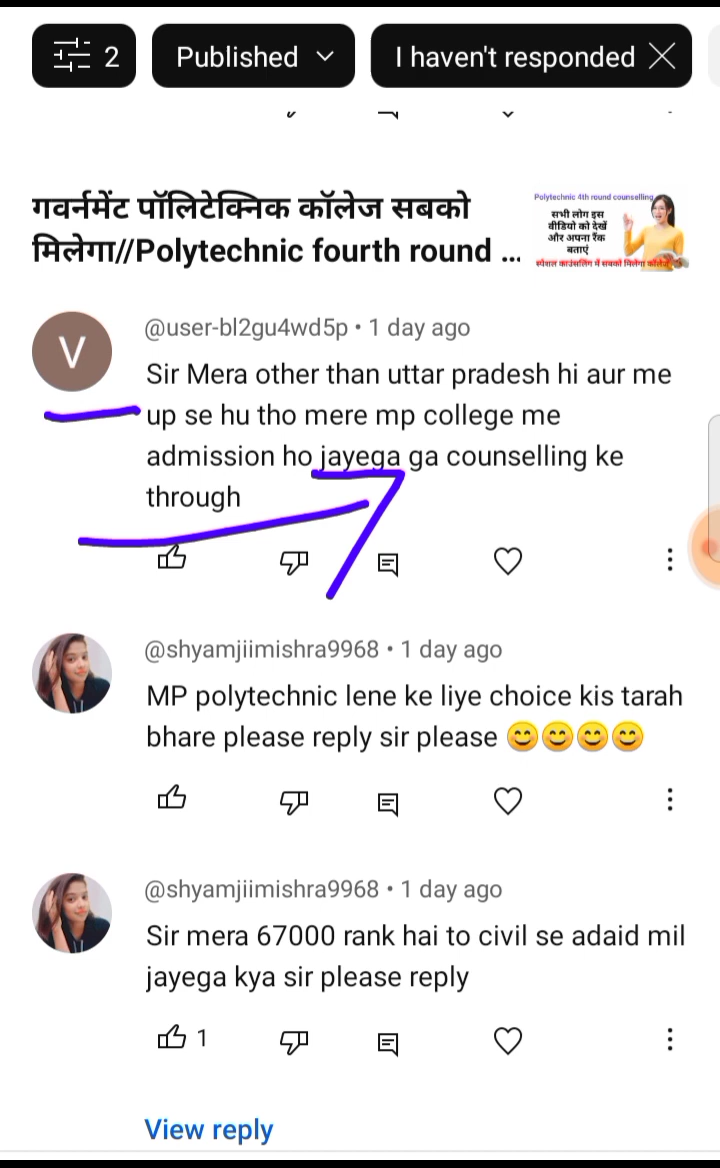 2
Published
I haven't responded
गवर्नमेंट पॉलिटेक्निक कॉलेज सबको
मिलेगा//Polytechnic fourth round ...
Polytechnic 4th round counselling
सभी लोग इस
वीडियो को देखें
और अपना रैंक
बताएं
स्पेशल काउंसलिंग में सबको मिलेगा कॉलेज
V
@user-bl2gu4wd5p • 1 day ago
Sir Mera other than uttar pradesh hi aur me
up se hu tho mere mp college me
admission ho jayega ga counselling ke
through
@shyamjiimishra9968 • 1 day ago
MP polytechnic lene ke liye choice kis tarah
bhare please reply sir please 😊😊😊😊
@shyamjiimishra9968 • 1 day ago
Sir mera 67000 rank hai to civil se adaid mil
jayega kya sir please reply
1
View reply